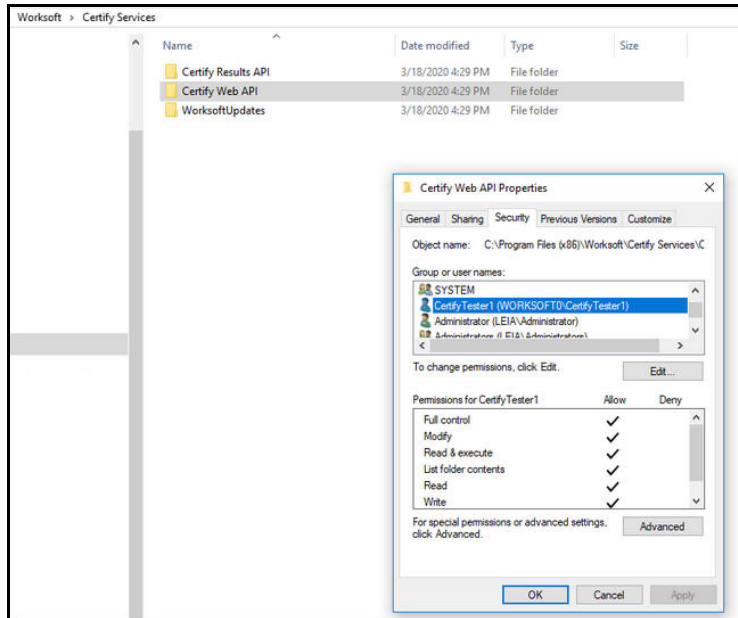 Worksoft > Certify Services
Name Date modified Type Size
Certify Results API 3/18/2020 4:29 PM File folder
Certify Web API 3/18/2020 4:29 PM File folder
WorksoftUpdates 3/18/2020 4:29 PM File folder
Certify Web API Properties
General Sharing Security Previous Versions Customize
Object name: C:\Program Files (x86)\Worksoft\Certify Services\C
Group or user names:
SYSTEM
CertifyTester1 (WORKSOFT0\CertifyTester1)
Administrator (LEIA\Administrator)
Administrators (LEIA\Administrators)
To change permissions, click Edit.
Edit...
Permissions for CertifyTester1 Allow Deny
Full control
Modify
Read & execute
List folder contents
Read
Write
For special permissions or advanced settings,
click Advanced.
Advanced
OK Cancel Apply